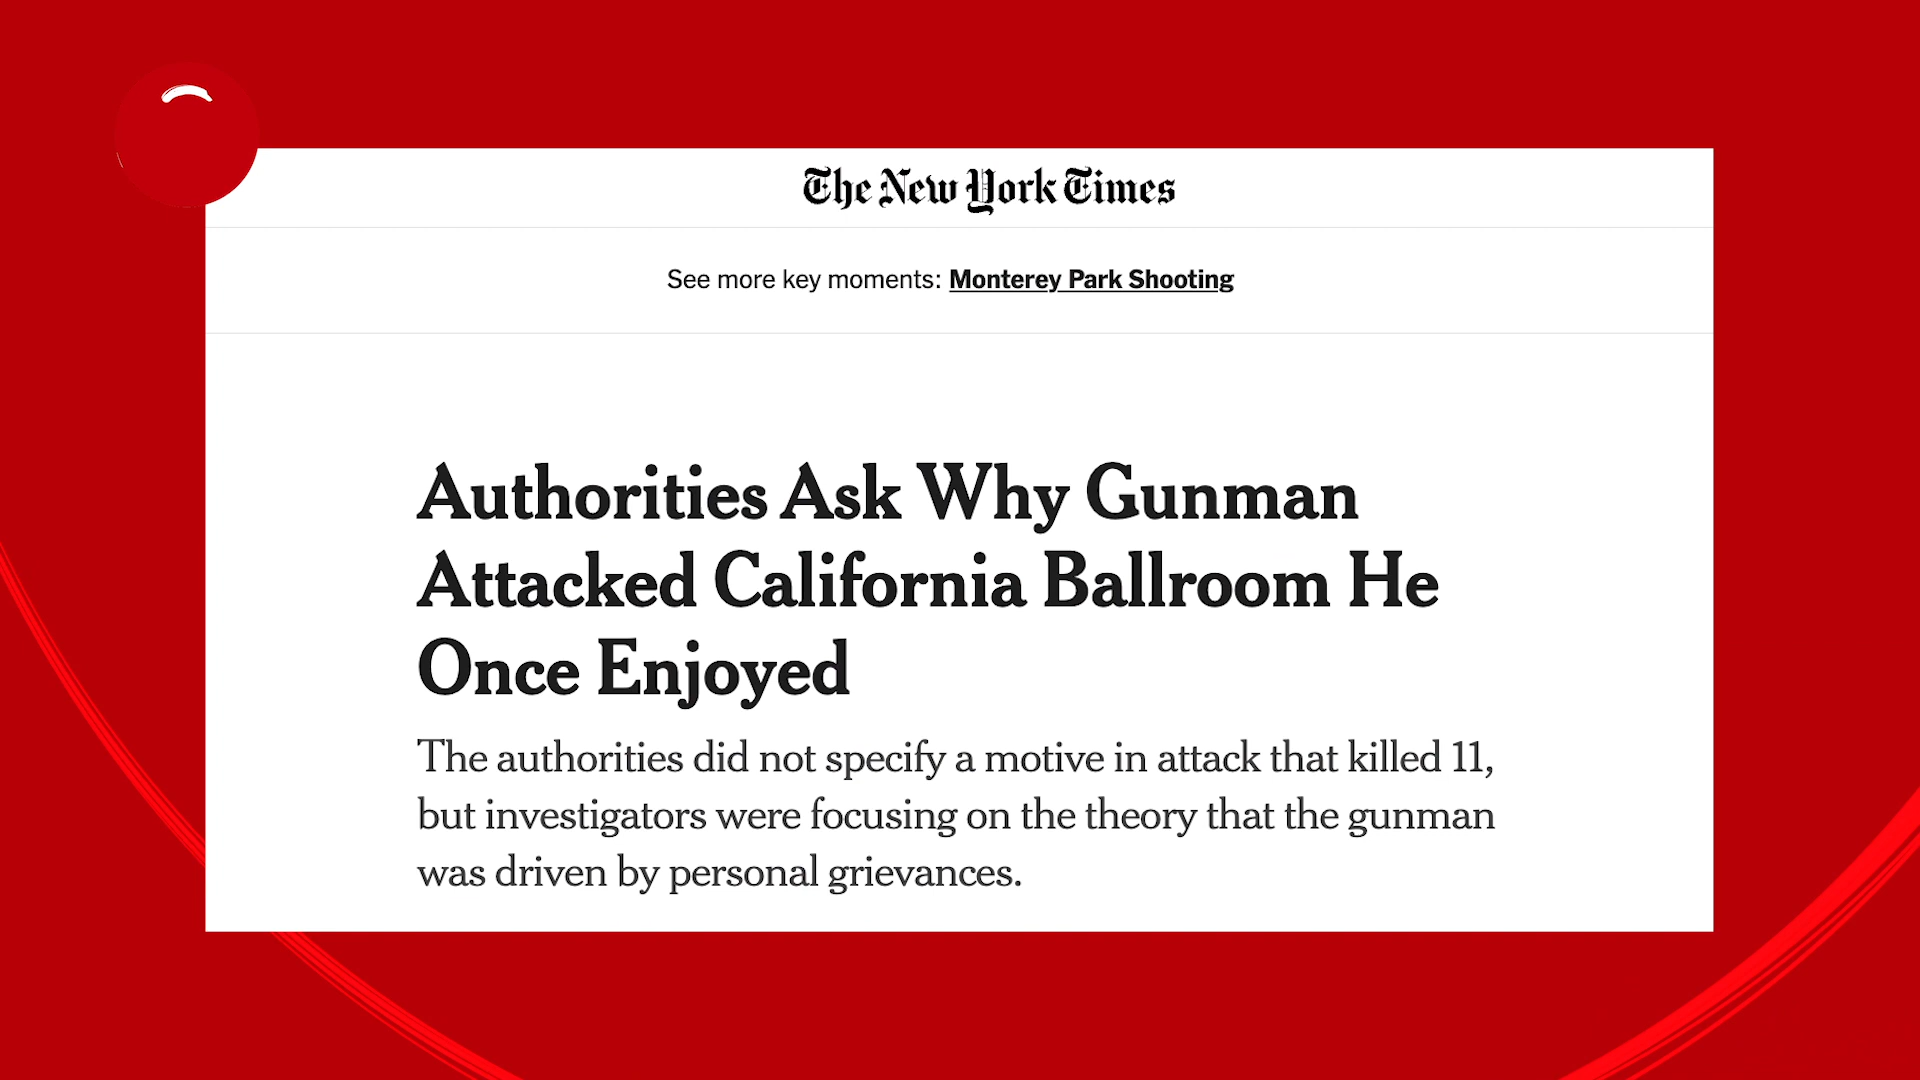 The New York Times
See more key moments: Monterey Park Shooting
Authorities Ask Why Gunman
Attacked California Ballroom He
Once Enjoyed
The authorities did not specify a motive in attack that killed 11,
but investigators were focusing on the theory that the gunman
was driven by personal grievances.